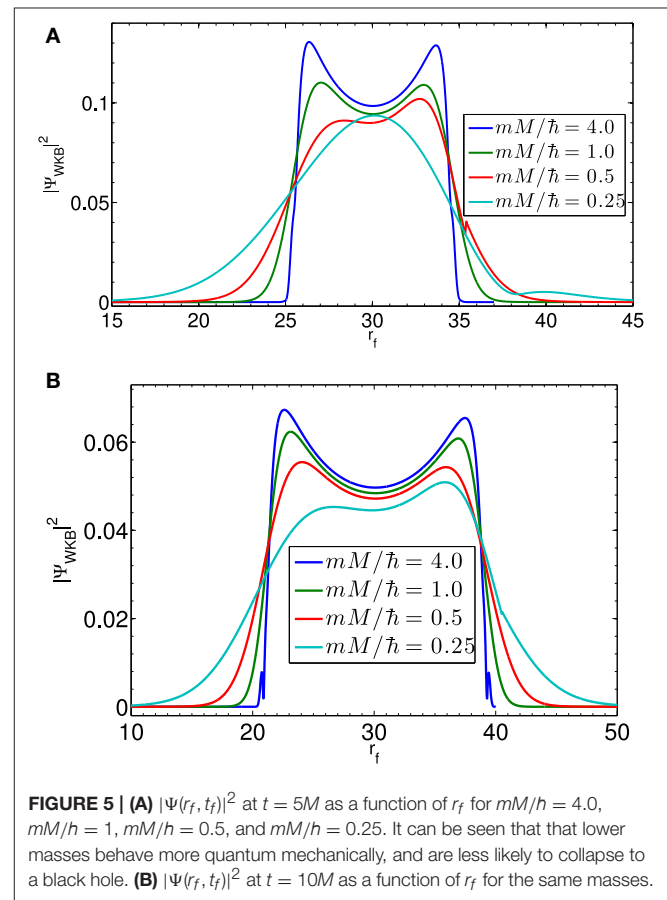 A
|Ψ_WKB|²
0.1
0.05
0
mM/ħ = 4.0
mM/ħ = 1.0
mM/ħ = 0.5
mM/ħ = 0.25
15 20 25 30 35 40 45
r_f
B
|Ψ_WKB|²
0.06
0.04
0.02
0
mM/ħ = 4.0
mM/ħ = 1.0
mM/ħ = 0.5
mM/ħ = 0.25
10 20 30 40 50
r_f
FIGURE 5 | (A) |Ψ(r_f, t_f)|² at t = 5M as a function of r_f for mM/ħ = 4.0,
mM/ħ = 1, mM/ħ = 0.5, and mM/ħ = 0.25. It can be seen that that lower
masses behave more quantum mechanically, and are less likely to collapse to
a black hole. (B) |Ψ(r_f, t_f)|² at t = 10M as a function of r_f for the same masses.